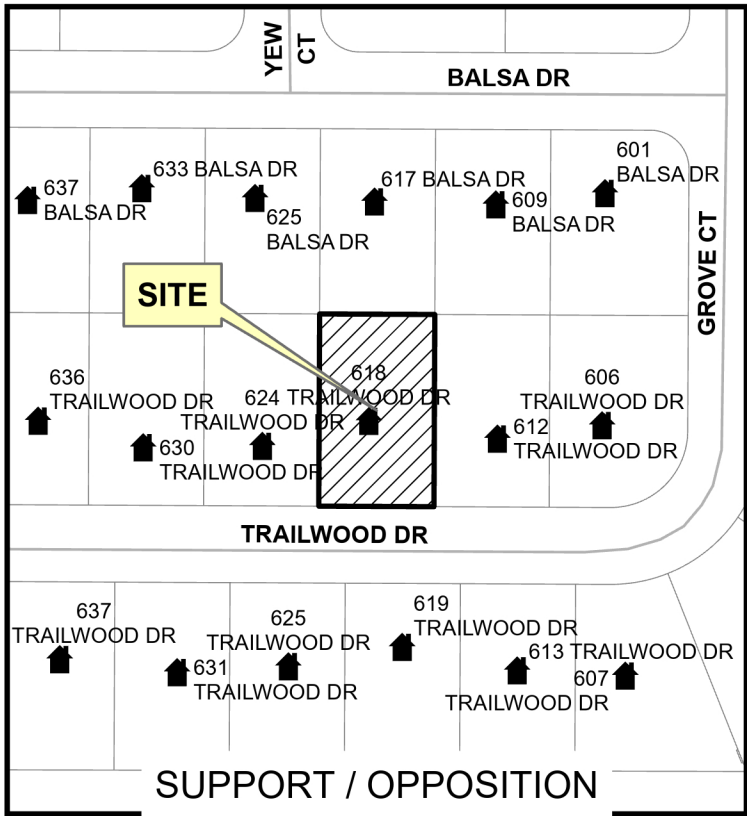 YEW
CT
BALSA DR
633 BALSA DR
637
BALSA DR
625
BALSA DR
617 BALSA DR
609
BALSA DR
601
BALSA DR
GROVE CT
SITE
636
TRAILWOOD DR
630
TRAILWOOD DR
624
TRAILWOOD DR
618
TRAILWOOD DR
612
TRAILWOOD DR
606
TRAILWOOD DR
TRAILWOOD DR
637
TRAILWOOD DR
631
TRAILWOOD DR
625
TRAILWOOD DR
619
TRAILWOOD DR
613 TRAILWOOD DR
607
TRAILWOOD DR
SUPPORT / OPPOSITION